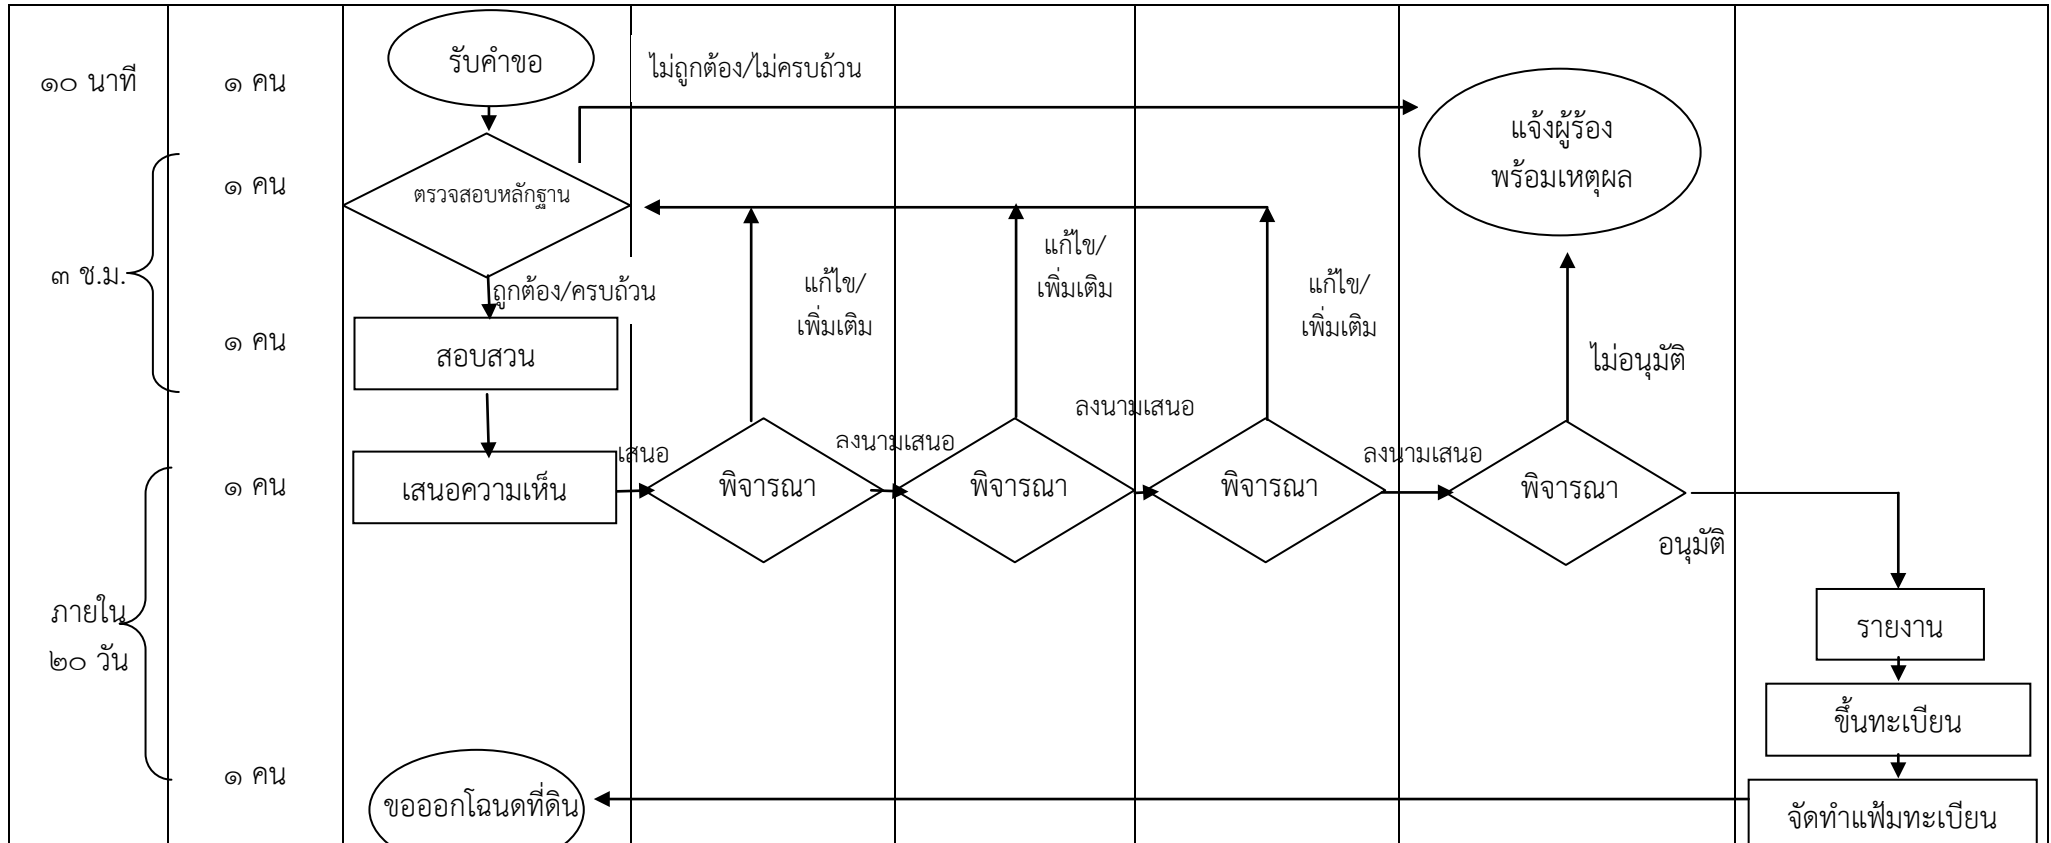 รับคำขอ
๑๐ นาที
๑ คน
ไม่ถูกต้อง/ไม่ครบถ้วน
แจ้งผู้ร้อง
พร้อมเหตุผล
๑ คน
ตรวจสอบหลักฐาน
๓ ช.ม.
ถูกต้อง/ครบถ้วน
แก้ไข/
เพิ่มเติม
แก้ไข/
เพิ่มเติม
แก้ไข/
เพิ่มเติม
๑ คน
สอบสวน
ไม่อนุมัติ
เสนอ
ลงนามเสนอ
ลงนามเสนอ
ลงนามเสนอ
๑ คน
เสนอความเห็น
พิจารณา
พิจารณา
พิจารณา
พิจารณา
อนุมัติ
ภายใน
๒๐ วัน
รายงาน
ขึ้นทะเบียน
๑ คน
ขอออกโฉนดที่ดิน
จัดทำแฟ้มทะเบียน